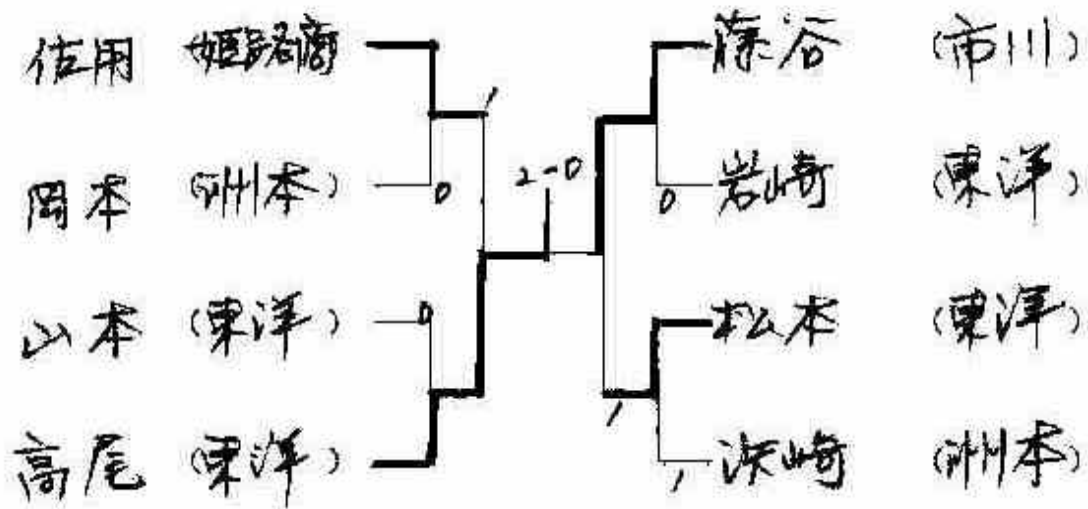 佐用 姫路商 藤谷 (市川)
1
岡本 (洲本) 0 2-0 0 岩崎 (東洋)
山本 (東洋) 0 松本 (東洋)
1
高尾 (東洋) 1 浜崎 (洲本)